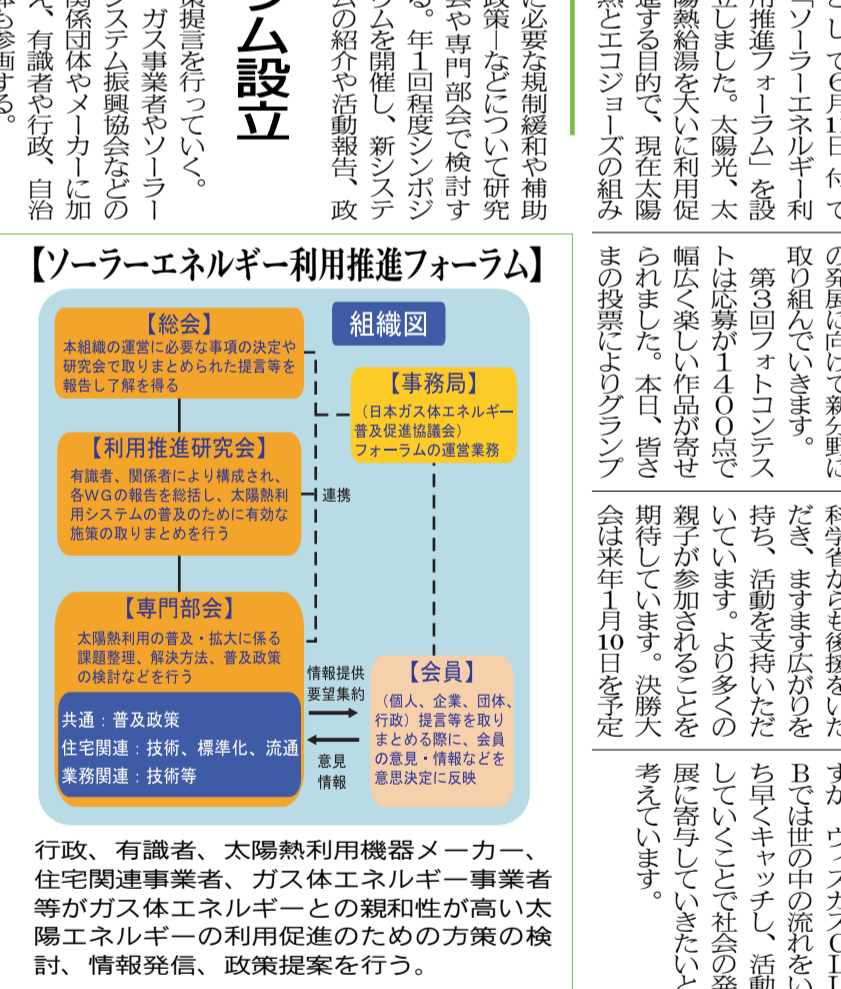 として6月11日付で
「ソーラーエネルギー利
用推進フォーラム」を設
立しました。太陽光、太
陽熱給湯を大いに利用促
進する目的で、現在太陽
熱とエコジョーズの組み
の発展に向けて新分野に
取り組んでいきます。
第3回フォトコンテス
トは応募が1400点で
幅広く楽しい作品が寄せ
られました。本日、皆さ
まの投票によりグランプ
科学省からも後援をいた
だき、ますます広がりを
持ち、活動を支持いただ
いています。より多くの
親子が参加されることを
期待しています。決勝大
会は来年1月10日を予定
Bでは世の中の流れをい
ち早くキャッチし、活動
していくことで社会の発
展に寄与していきたいと
考えています。
ム設立
に必要な規制緩和や補助
政策―などについて研究
会や専門部会で検討す
る。年1回程度シンポジ
ウムを開催し、新システ
ムの紹介や活動報告、政
策提言を行っていく。
ガス事業者やソーラー
システム振興協会などの
関係団体やメーカーに加
え、有識者や行政、自治
体も参画する。
【ソーラーエネルギー利用推進フォーラム】
組織図
【総会】
本組織の運営に必要な事項の決定や
研究会で取りまとめられた提言等を
報告し了解を得る
【事務局】
（日本ガス体エネルギー
普及促進協議会）
フォーラムの運営業務
【利用推進研究会】
有識者、関係者により構成され、
各WGの報告を総括し、太陽熱利
用システムの普及のために有効な
施策の取りまとめを行う
連携
【専門部会】
太陽熱利用の普及・拡大に係る
課題整理、解決方法、普及政策
の検討などを行う
共通：普及政策
住宅関連：技術、標準化、流通
業務関連：技術等
情報提供
要望集約
意見
情報
【会員】
（個人、企業、団体、
行政）提言等を取り
まとめる際に、会員
の意見・情報などを
意思決定に反映
行政、有識者、太陽熱利用機器メーカー、
住宅関連事業者、ガス体エネルギー事業者
等がガス体エネルギーとの親和性が高い太
陽エネルギーの利用促進のための方策の検
討、情報発信、政策提案を行う。